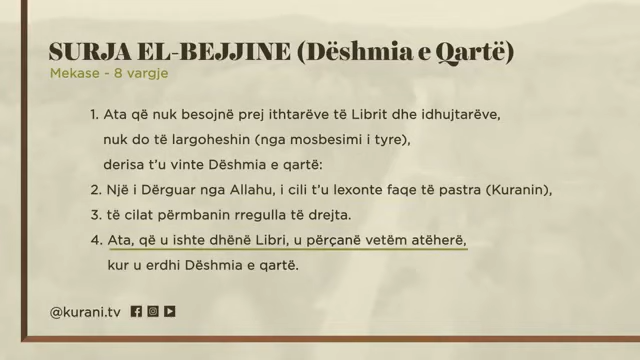 SURJA EL-BEJJINE (Dëshmia e Qartë)
Mekase - 8 vargje
1. Ata që nuk besojnë prej ithtarëve të Librit dhe idhujtarëve,
nuk do të largoheshin (nga mosbesimi i tyre),
derisa t'u vinte Dëshmia e qartë:
2. Një i Dërguar nga Allahu, i cili t'u lexonte faqe të pastra (Kuranin),
3. të cilat përmbanin rregulla të drejta.
4. Ata, që u ishte dhënë Libri, u përçanë vetëm atëherë,
kur u erdhi Dëshmia e qartë.
@kurani.tv